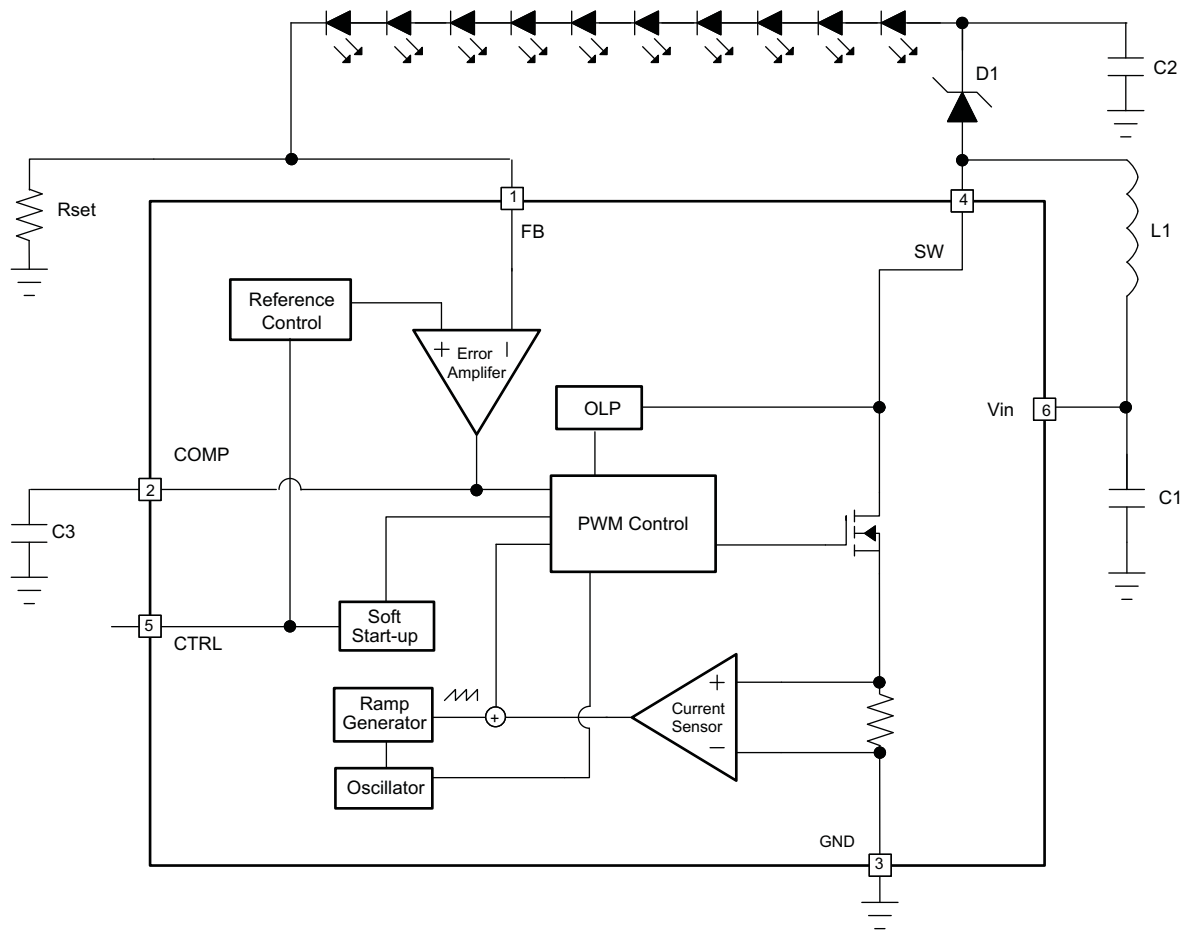 D1
C2
Rset
1
4
FB
L1
SW
Reference
Control
+
Error
Amplifer
OLP
Vin
6
COMP
2
C1
PWM Control
C3
Soft
Start-up
5
CTRL
+
Ramp
Generator
+
Current
Sensor
−
Oscillator
GND
3